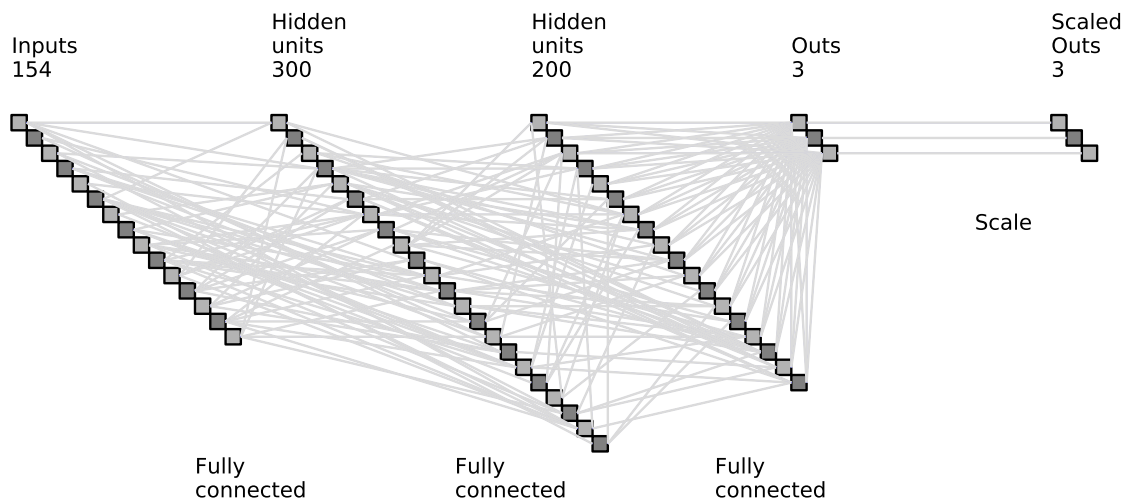 Inputs
154
Hidden
units
300
Hidden
units
200
Outs
3
Scaled
Outs
3
Scale
Fully
connected
Fully
connected
Fully
connected